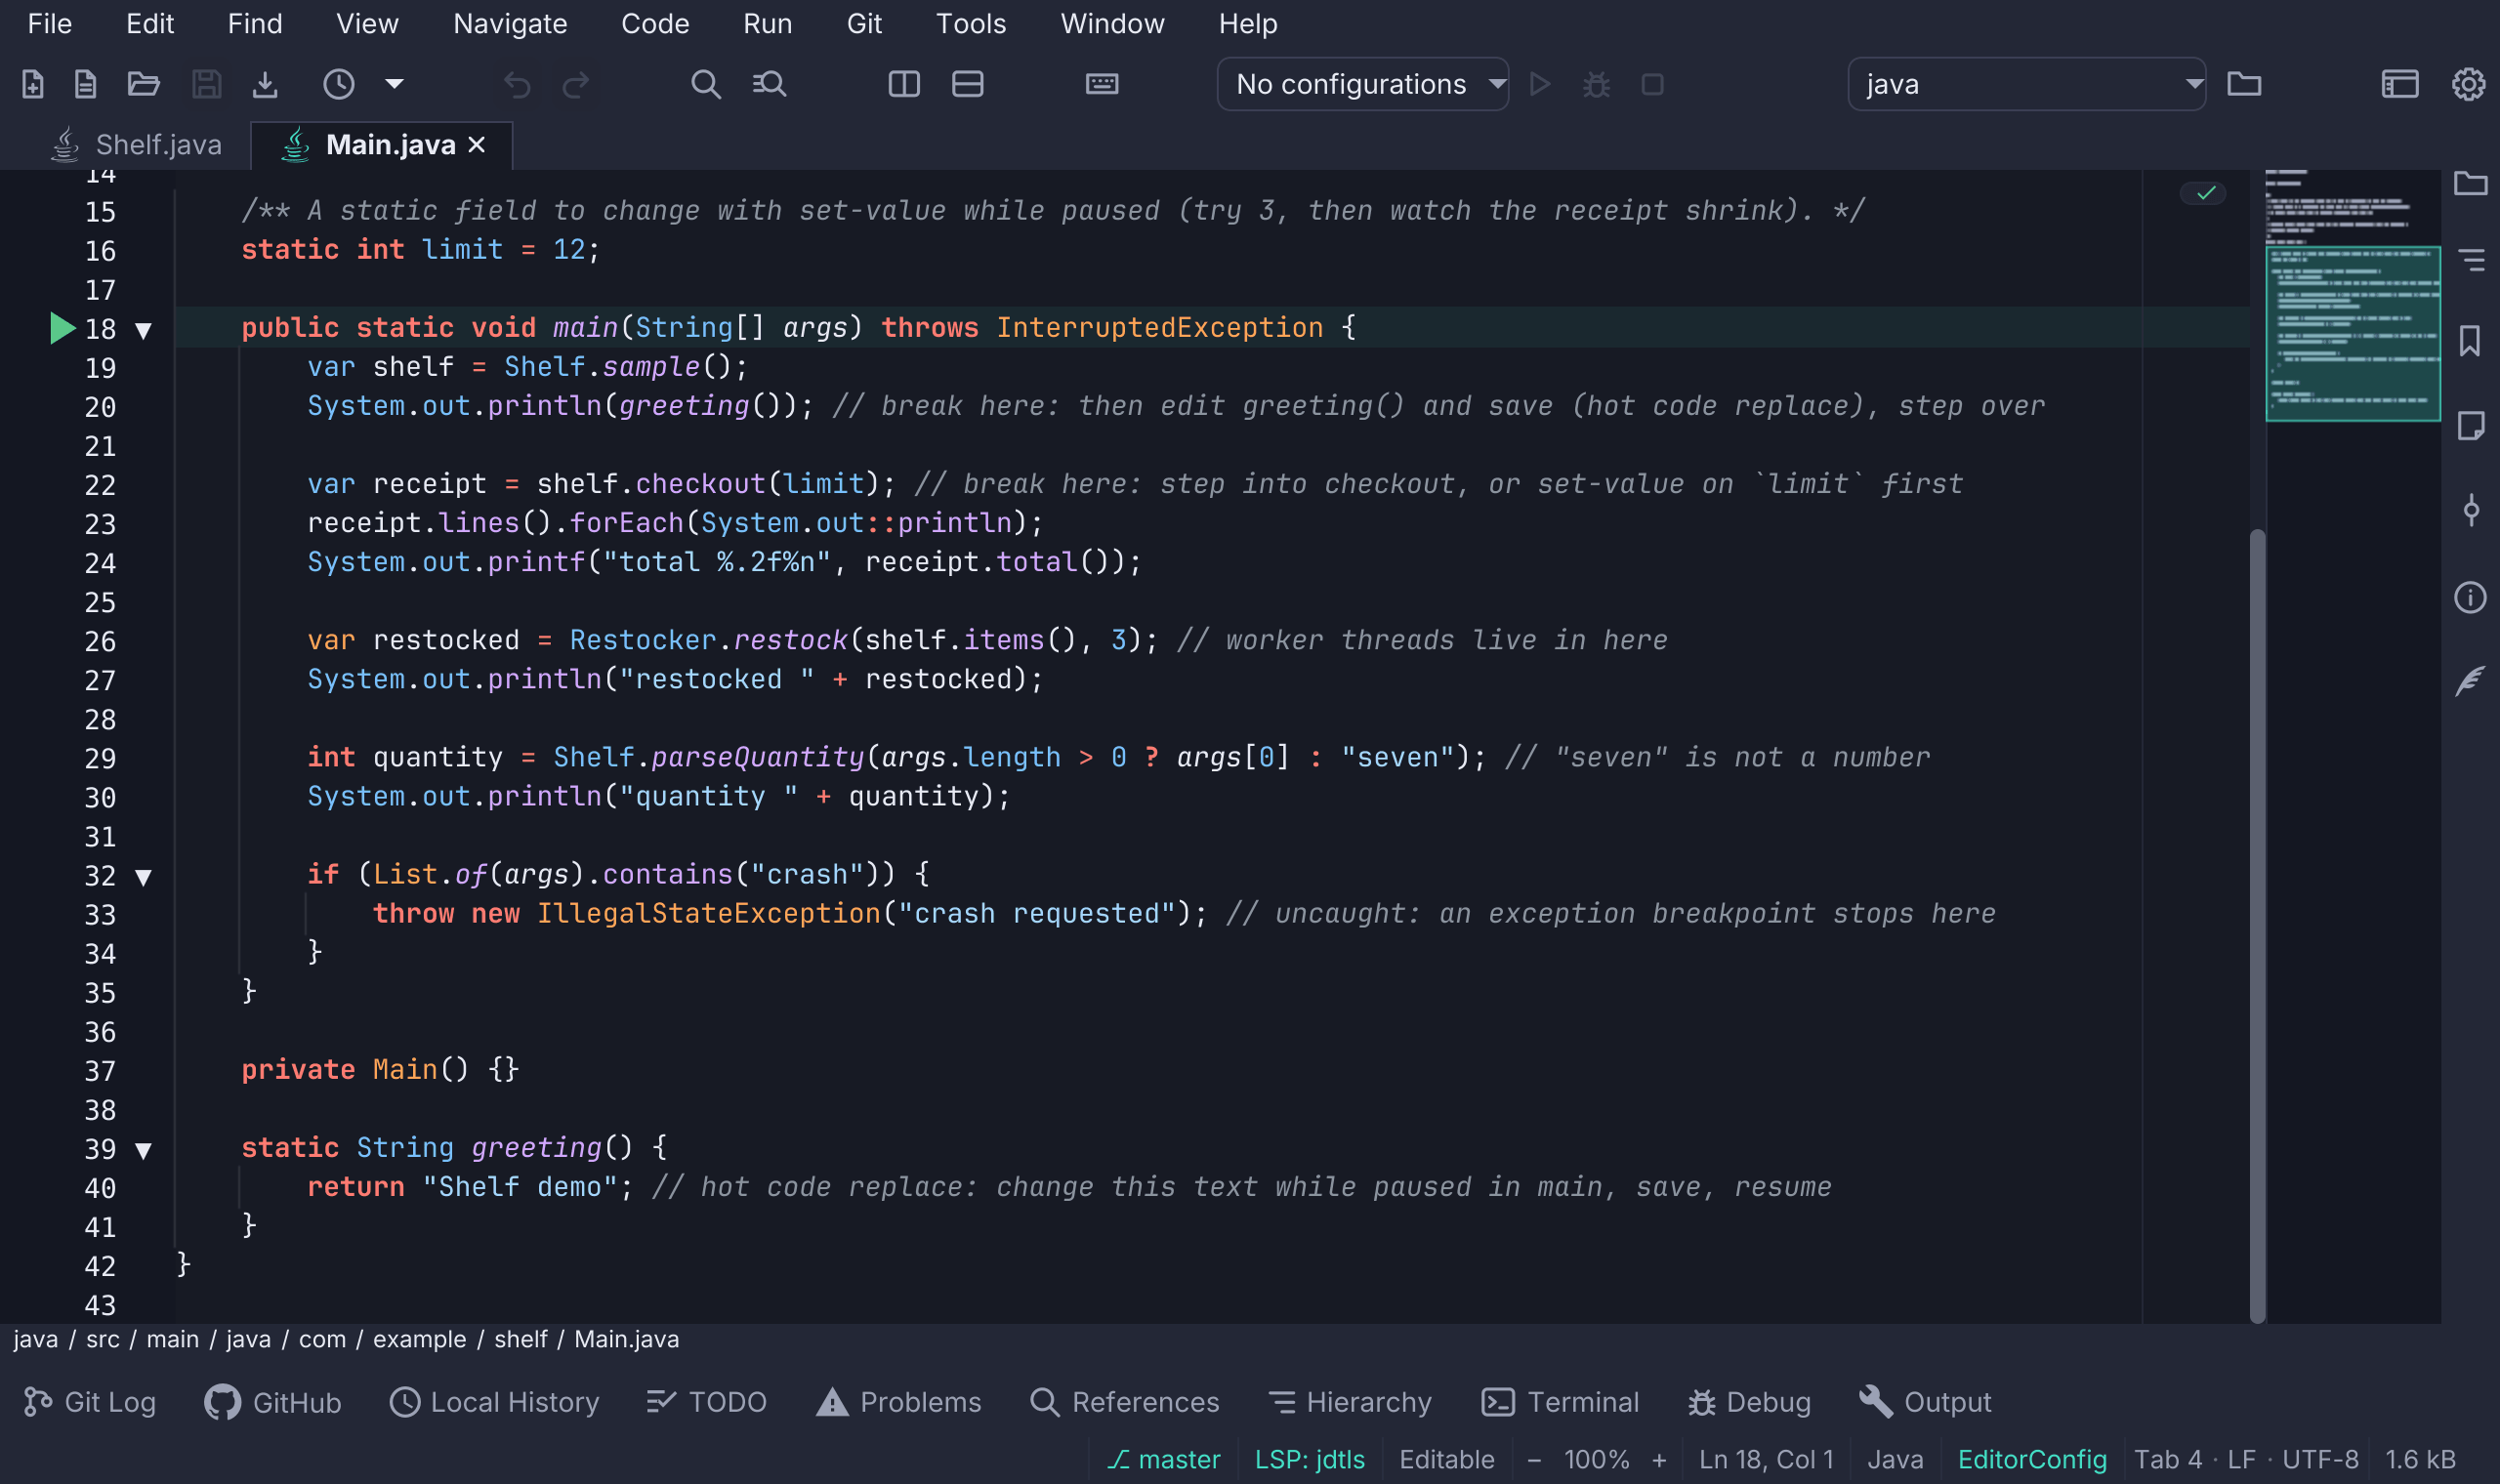 File Edit Find View Navigate Code Run Git Tools Window Help
No configurations java
Shelf.java Main.java
14
15 /** A static field to change with set-value while paused (try 3, then watch the receipt shrink). */
16 static int limit = 12;
17
18 public static void main(String[] args) throws InterruptedException {
19 var shelf = Shelf.sample();
20 System.out.println(greeting()); // break here: then edit greeting() and save (hot code replace), step over
21
22 var receipt = shelf.checkout(limit); // break here: step into checkout, or set-value on `limit` first
23 receipt.lines().forEach(System.out::println);
24 System.out.printf("total %.2f%n", receipt.total());
25
26 var restocked = Restocker.restock(shelf.items(), 3); // worker threads live in here
27 System.out.println("restocked " + restocked);
28
29 int quantity = Shelf.parseQuantity(args.length > 0 ? args[0] : "seven"); // "seven" is not a number
30 System.out.println("quantity " + quantity);
31
32 if (List.of(args).contains("crash")) {
33 throw new IllegalStateException("crash requested"); // uncaught: an exception breakpoint stops here
34 }
35 }
36
37 private Main() {}
38
39 static String greeting() {
40 return "Shelf demo"; // hot code replace: change this text while paused in main, save, resume
41 }
42 }
43
java / src / main / java / com / example / shelf / Main.java
Git Log GitHub Local History TODO Problems References Hierarchy Terminal Debug Output
master LSP: jdtls Editable − 100% + Ln 18, Col 1 Java EditorConfig Tab 4 · LF · UTF-8 1.6 kB